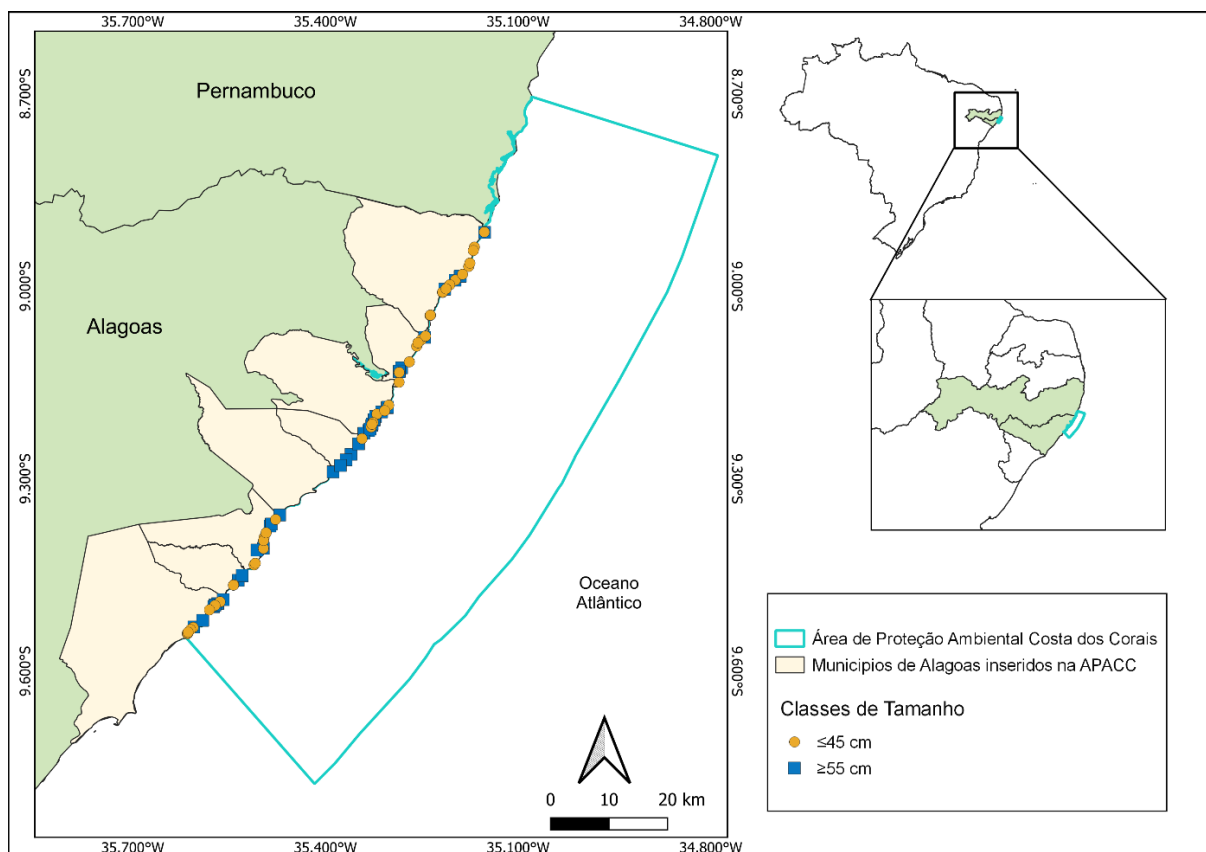 35.700°W 35.400°W 35.100°W 34.800°W
8.700°S
9.000°S
9.300°S
9.600°S
Pernambuco
Alagoas
Oceano
Atlântico
0 10 20 km
35.700°W 35.400°W 35.100°W 34.800°W
8.700°S
9.000°S
9.300°S
9.600°S
Área de Proteção Ambiental Costa dos Corais
Municipios de Alagoas inseridos na APACC
Classes de Tamanho
≤45 cm
≥55 cm